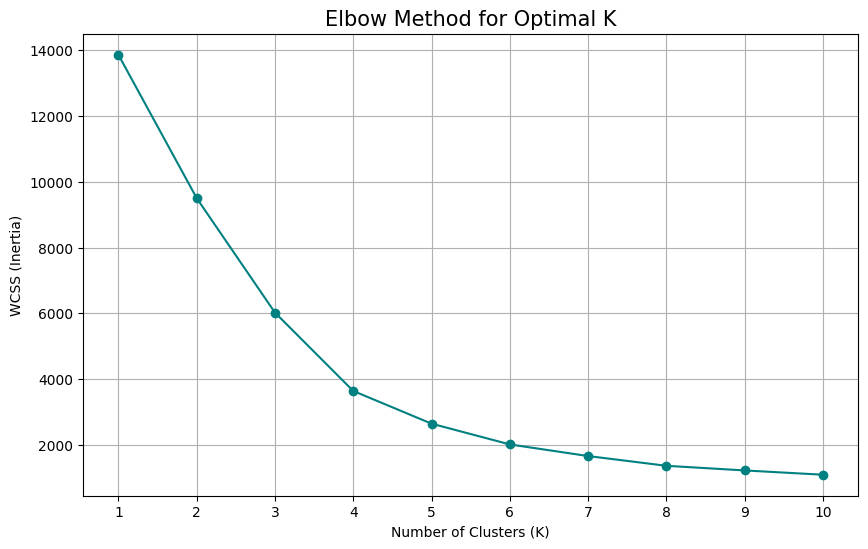 Elbow Method for Optimal K
14000
12000
10000
8000
6000
4000
2000
WCSS (Inertia)
1 2 3 4 5 6 7 8 9 10
Number of Clusters (K)